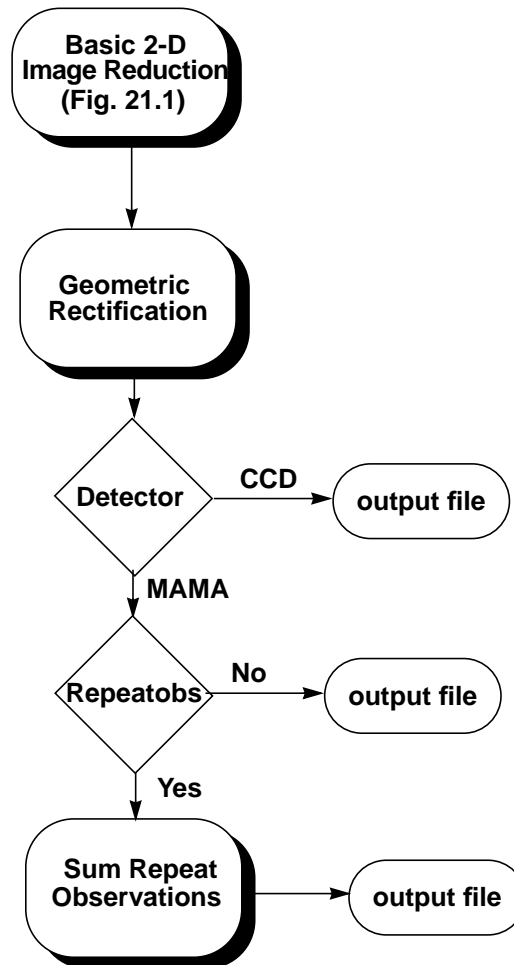 Basic 2-D
Image Reduction
(Fig. 21.1)
Geometric
Rectification
Detector
CCD
output file
MAMA
Repeatobs
No
output file
Yes
Sum Repeat
Observations
output file